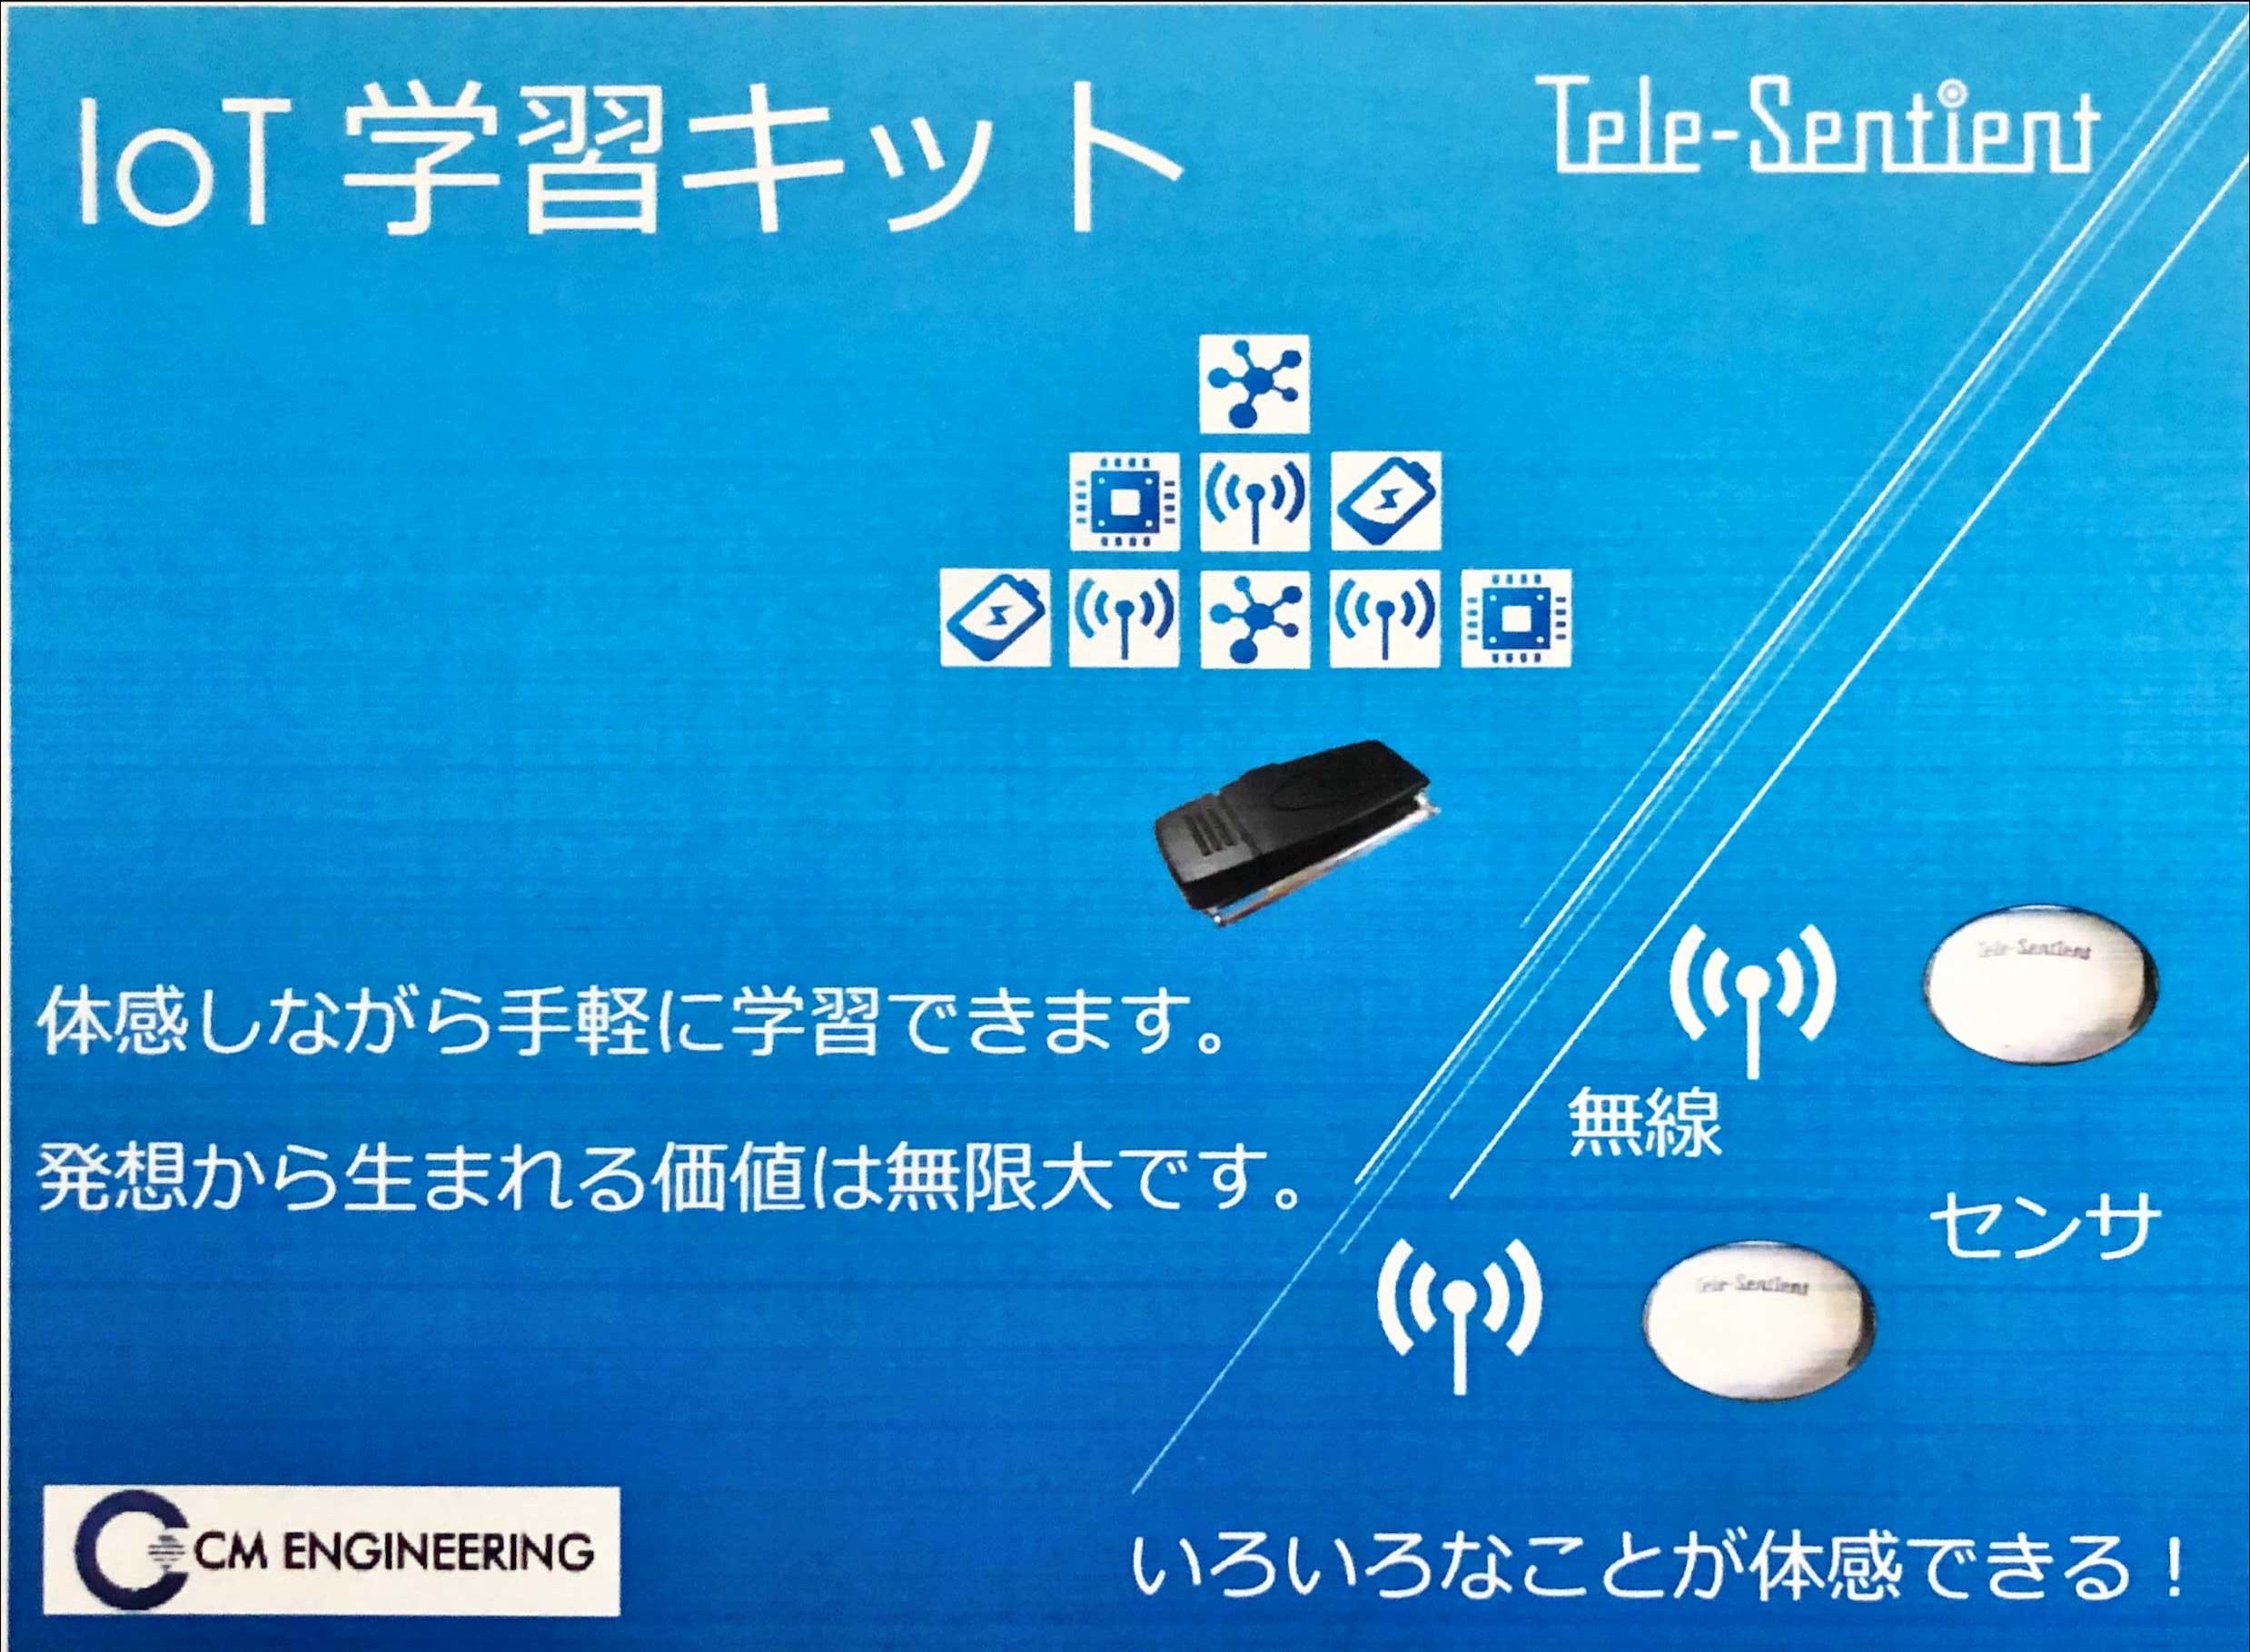 IoT 学習キット
Tele-Sentient
体感しながら手軽に学習できます。
発想から生まれる価値は無限大です。
Tele-Sentient
無線
センサ
Tele-Sentient
CM ENGINEERING
いろいろなことが体感できる！